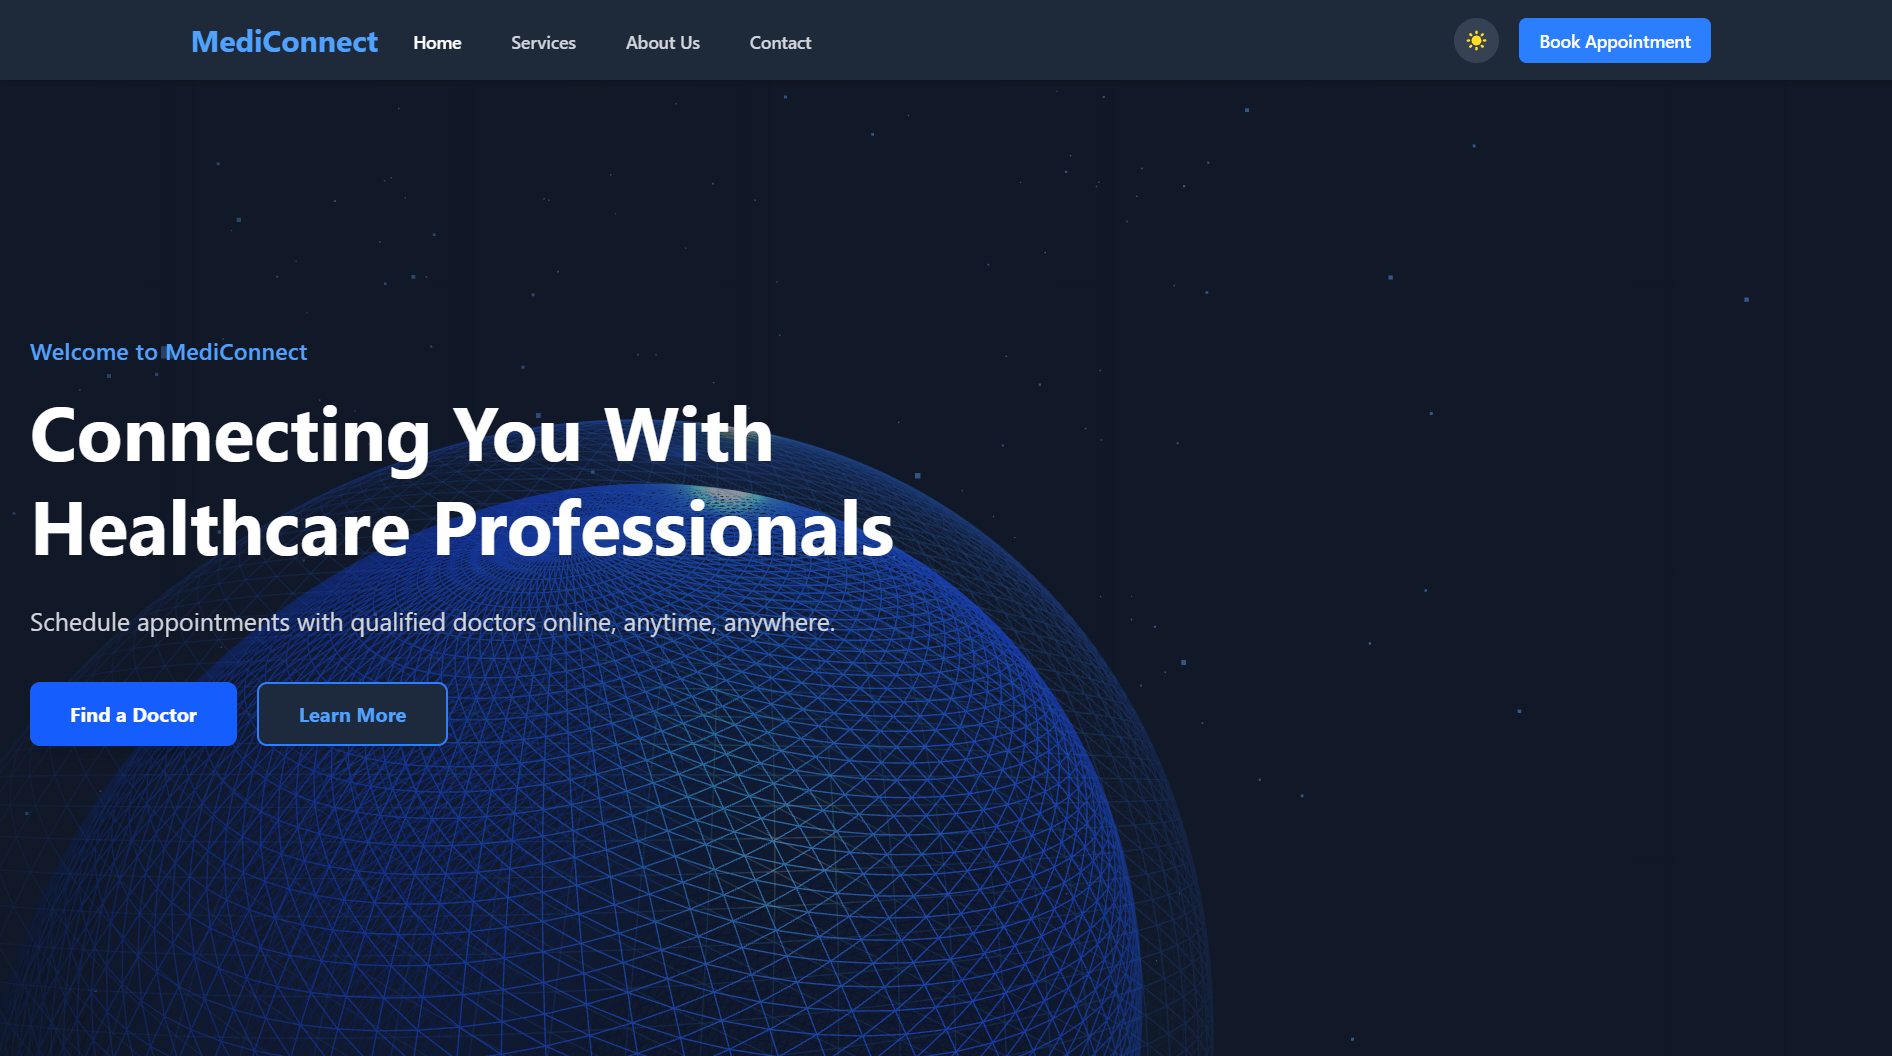 MediConnect
Home
Services
About Us
Contact
Book Appointment
Welcome to MediConnect
Connecting You With
Healthcare Professionals
Schedule appointments with qualified doctors online, anytime, anywhere.
Find a Doctor
Learn More